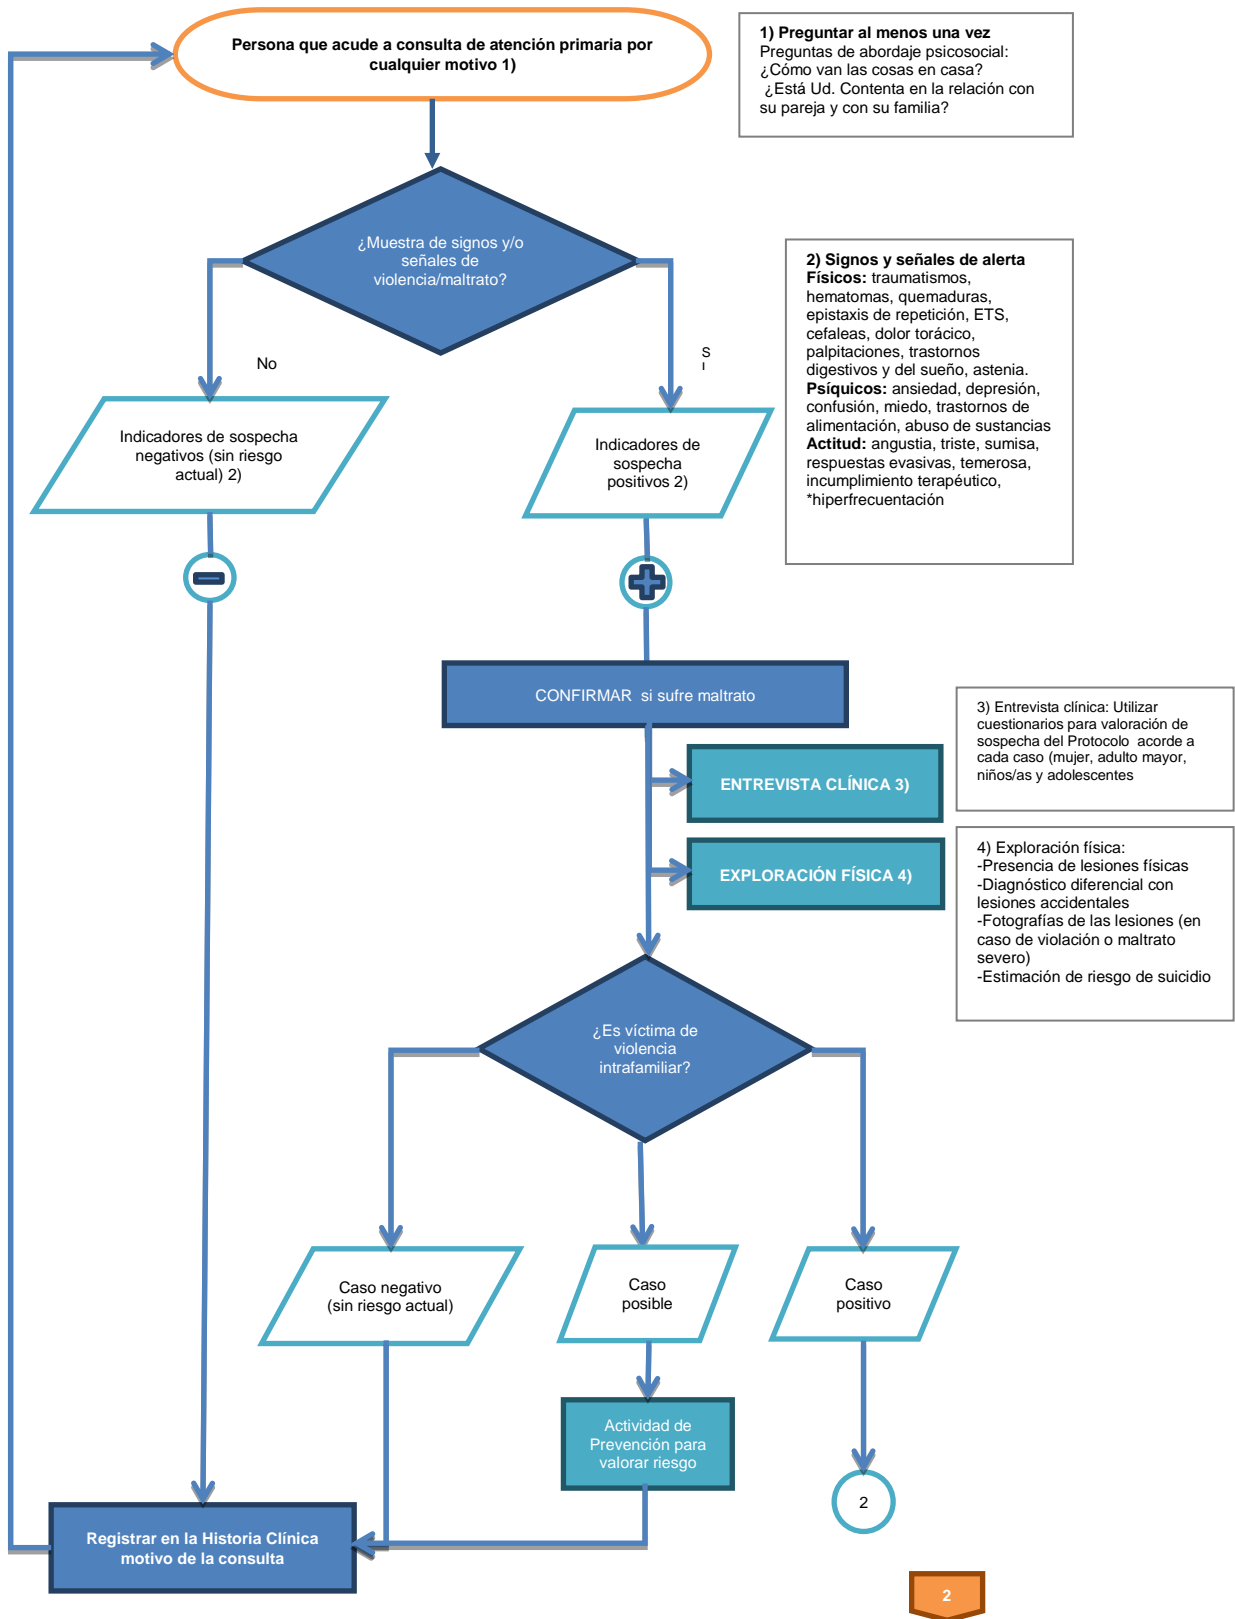 Persona que acude a consulta de atención primaria por
cualquier motivo 1)
1) Preguntar al menos una vez
Preguntas de abordaje psicosocial:
¿Cómo van las cosas en casa?
¿Está Ud. Contenta en la relación con
su pareja y con su familia?
¿Muestra de signos y/o
señales de
violencia/maltrato?
2) Signos y señales de alerta
Físicos: traumatismos,
hematomas, quemaduras,
epistaxis de repetición, ETS,
cefaleas, dolor torácico,
palpitaciones, trastornos
digestivos y del sueño, astenia.
Psíquicos: ansiedad, depresión,
confusión, miedo, trastornos de
alimentación, abuso de sustancias
Actitud: angustia, triste, sumisa,
respuestas evasivas, temerosa,
incumplimiento terapéutico,
*hiperfrecuentación
No
S
I
Indicadores de sospecha
negativos (sin riesgo
actual) 2)
Indicadores de
sospecha
positivos 2)
CONFIRMAR si sufre maltrato
3) Entrevista clínica: Utilizar
cuestionarios para valoración de
sospecha del Protocolo acorde a
cada caso (mujer, adulto mayor,
niños/as y adolescentes
ENTREVISTA CLÍNICA 3)
EXPLORACIÓN FÍSICA 4)
4) Exploración física:
-Presencia de lesiones físicas
-Diagnóstico diferencial con
lesiones accidentales
-Fotografías de las lesiones (en
caso de violación o maltrato
severo)
-Estimación de riesgo de suicidio
¿Es víctima de
violencia
intrafamiliar?
Caso negativo
(sin riesgo actual)
Caso
posible
Caso
positivo
Actividad de
Prevención para
valorar riesgo
2
Registrar en la Historia Clínica
motivo de la consulta
2